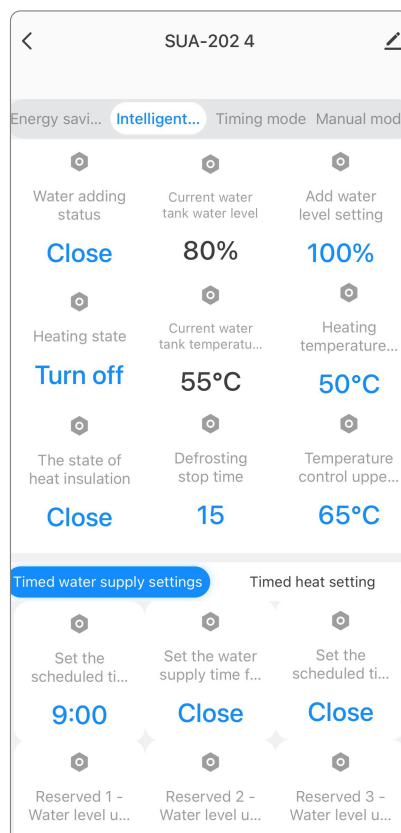 SUA-202 4
Energy savi... Intelligent... Timing mode Manual mod
Water adding
status
Close
Current water
tank water level
80%
Add water
level setting
100%
Heating state
Turn off
Current water
tank temperatu...
55°C
Heating
temperature...
50°C
The state of
heat insulation
Close
Defrosting
stop time
15
Temperature
control uppe...
65°C
Timed water supply settings
Timed heat setting
Set the
scheduled ti...
9:00
Set the water
supply time f...
Close
Set the
scheduled ti...
Close
Reserved 1 -
Water level u...
Reserved 2 -
Water level u...
Reserved 3 -
Water level u...